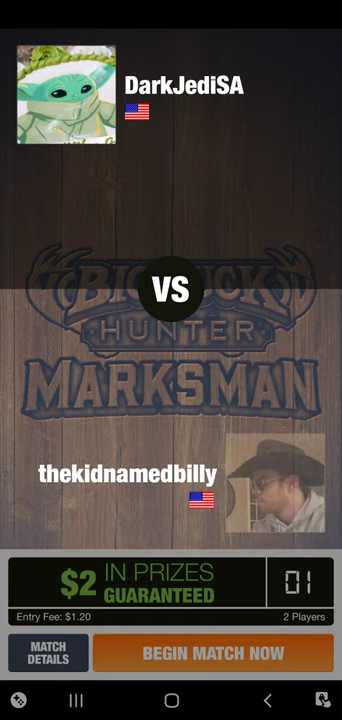 DarkJediSA
VS
BIG BUCK
HUNTER
MARKSMAN
thekidnamedbilly
$2 IN PRIZES
GUARANTEED
01
Entry Fee: $1.20
2 Players
MATCH
DETAILS
BEGIN MATCH NOW